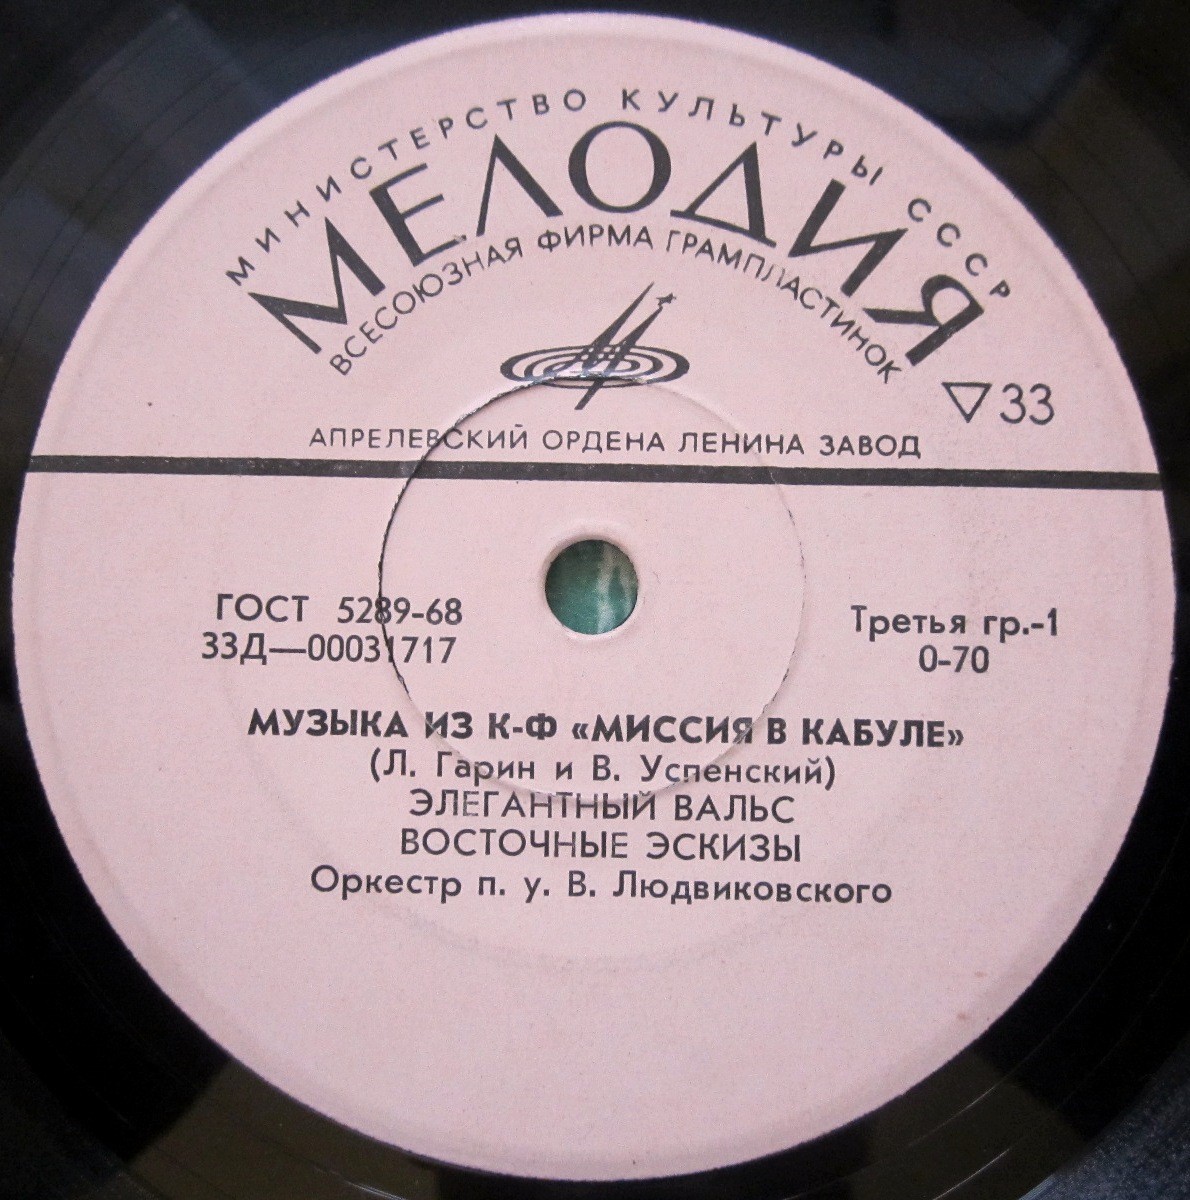 МИНИСТЕРСТВО КУЛЬТУРЫ СССР
МЕЛОДИЯ
ВСЕСОЮЗНАЯ ФИРМА ГРАМПЛАСТИНОК
▽33
АПРЕЛЕВСКИЙ ОРДЕНА ЛЕНИНА ЗАВОД
ГОСТ 5289-68
33Д—00031717
Третья гр.-1
0-70
МУЗЫКА ИЗ К-Ф «МИССИЯ В КАБУЛЕ»
(Л. Гарин и В. Успенский)
ЭЛЕГАНТНЫЙ ВАЛЬС
ВОСТОЧНЫЕ ЭСКИЗЫ
Оркестр п. у. В. Людвиковского